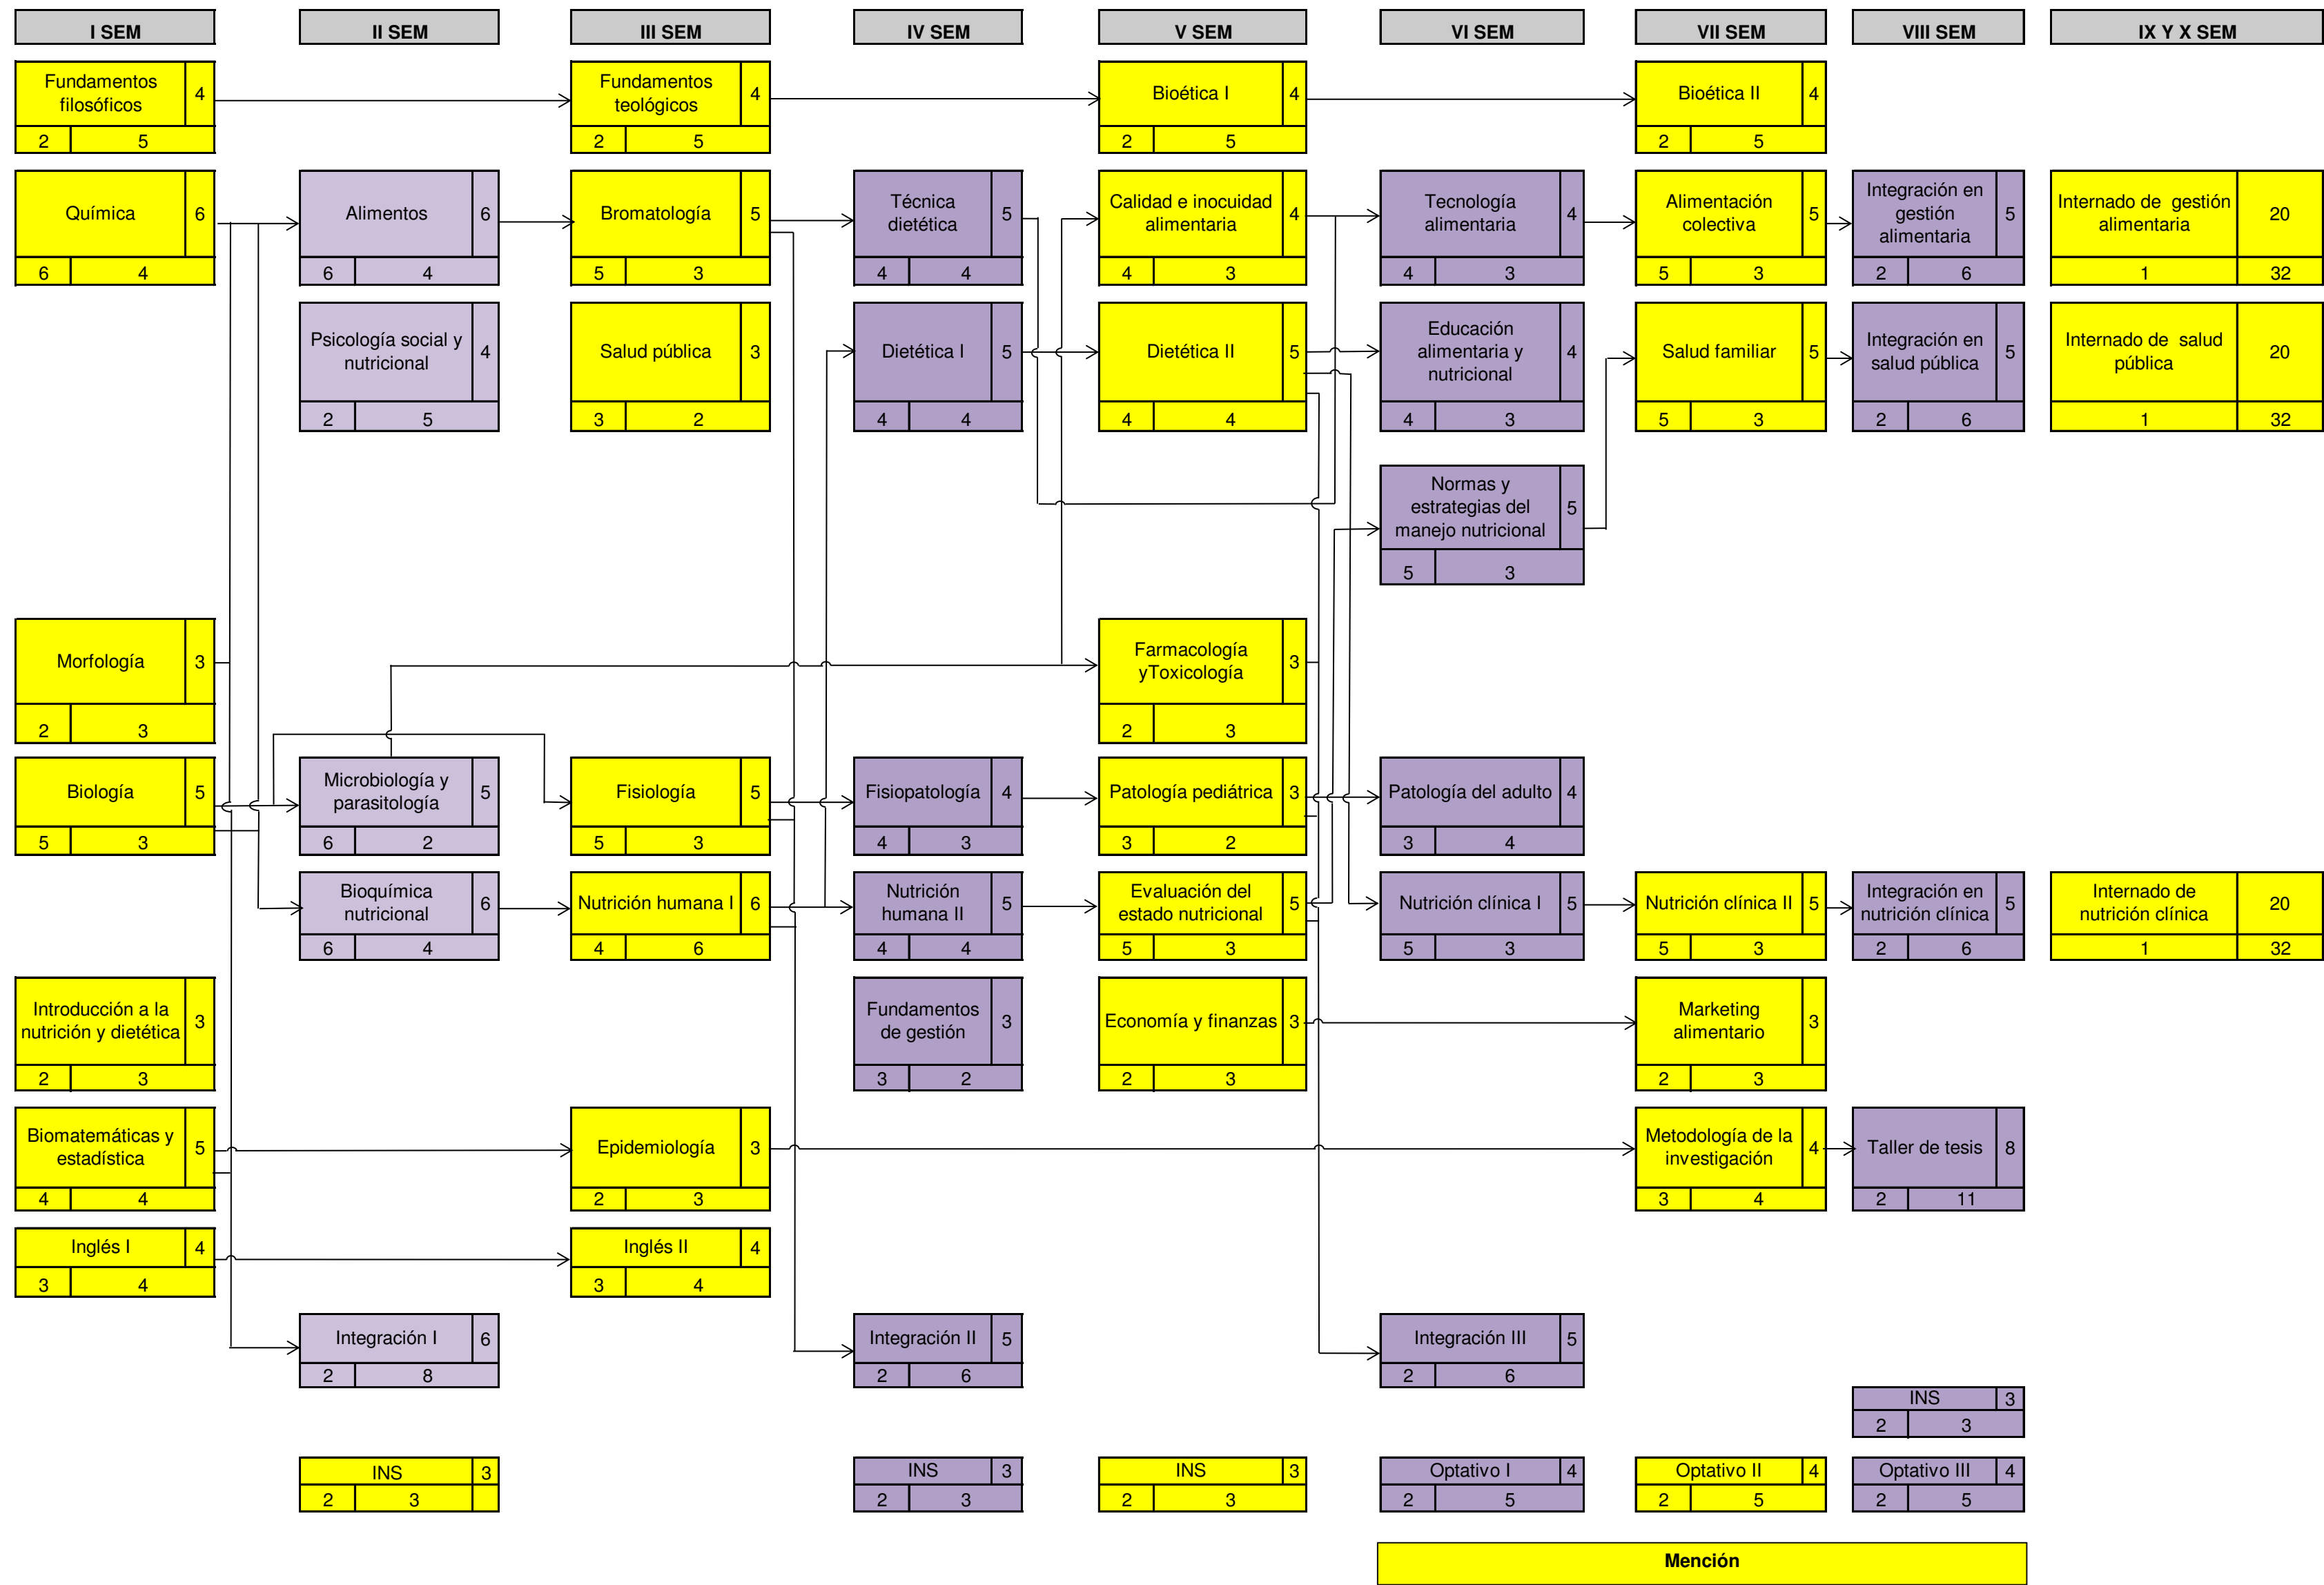 I SEM
II SEM
III SEM
IV SEM
V SEM
VI SEM
VII SEM
VIII SEM
IX Y X SEM
Fundamentos
filosóficos
4
2 5
Fundamentos
teológicos
4
2 5
Bioética I 4
2 5
Bioética II 4
2 5
Química 6
6 4
Alimentos 6
6 4
Bromatología 5
5 3
Técnica
dietética
5
4 4
Calidad e inocuidad
alimentaria
4
4 3
Tecnología
alimentaria
4
4 3
Alimentación
colectiva
5
5 3
Integración en
gestión
alimentaria
5
2 6
Internado de gestión
alimentaria
20
1 32
Psicología social y
nutricional
4
2 5
Salud pública 3
3 2
Dietética I 5
4 4
Dietética II 5
4 4
Educación
alimentaria y
nutricional
4
4 3
Salud familiar 5
5 3
Integración en
salud pública
5
2 6
Internado de salud
pública
20
1 32
Normas y
estrategias del
manejo nutricional
5
5 3
Morfología 3
2 3
Farmacología
yToxicología
3
2 3
Biología 5
5 3
Microbiología y
parasitología
5
6 2
Fisiología 5
5 3
Fisiopatología 4
4 3
Patología pediátrica 3
3 2
Patología del adulto 4
3 4
Bioquímica
nutricional
6
6 4
Nutrición humana I 6
4 6
Nutrición
humana II
5
4 4
Evaluación del
estado nutricional
5
5 3
Nutrición clínica I 5
5 3
Nutrición clínica II 5
5 3
Integración en
nutrición clínica
5
2 6
Internado de
nutrición clínica
20
1 32
Introducción a la
nutrición y dietética
3
2 3
Fundamentos
de gestión
3
3 2
Economía y finanzas 3
2 3
Marketing
alimentario
3
2 3
Biomatemáticas y
estadística
5
4 4
Epidemiología 3
2 3
Metodología de la
investigación
4
3 4
Taller de tesis 8
2 11
Inglés I 4
3 4
Inglés II 4
3 4
Integración I 6
2 8
Integración II 5
2 6
Integración III 5
2 6
INS 3
2 3
INS 3
2 3
INS 3
2 3
INS 3
2 3
Optativo I 4
2 5
Optativo II 4
2 5
Optativo III 4
2 5
Mención